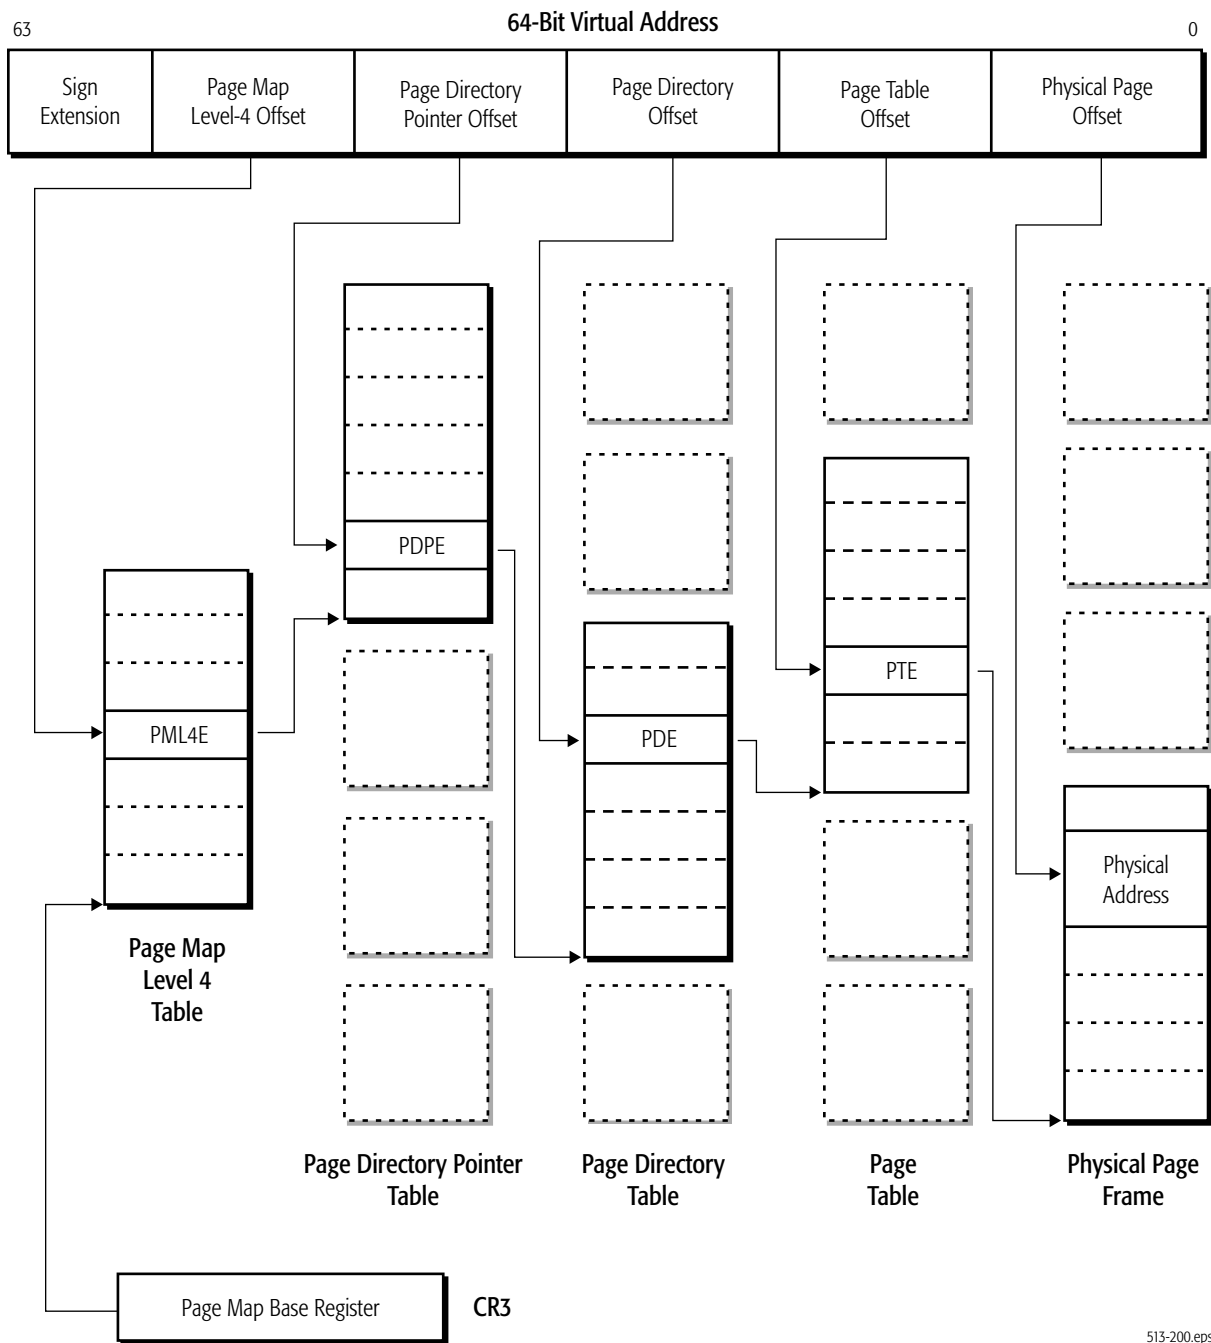 64-Bit Virtual Address
63
0
Sign
Extension
Page Map
Level-4 Offset
Page Directory
Pointer Offset
Page Directory
Offset
Page Table
Offset
Physical Page
Offset
PDPE
PTE
PML4E
PDE
Physical
Address
Page Map
Level 4
Table
Page Directory Pointer
Table
Page Directory
Table
Page
Table
Physical Page
Frame
Page Map Base Register
CR3
513-200.eps